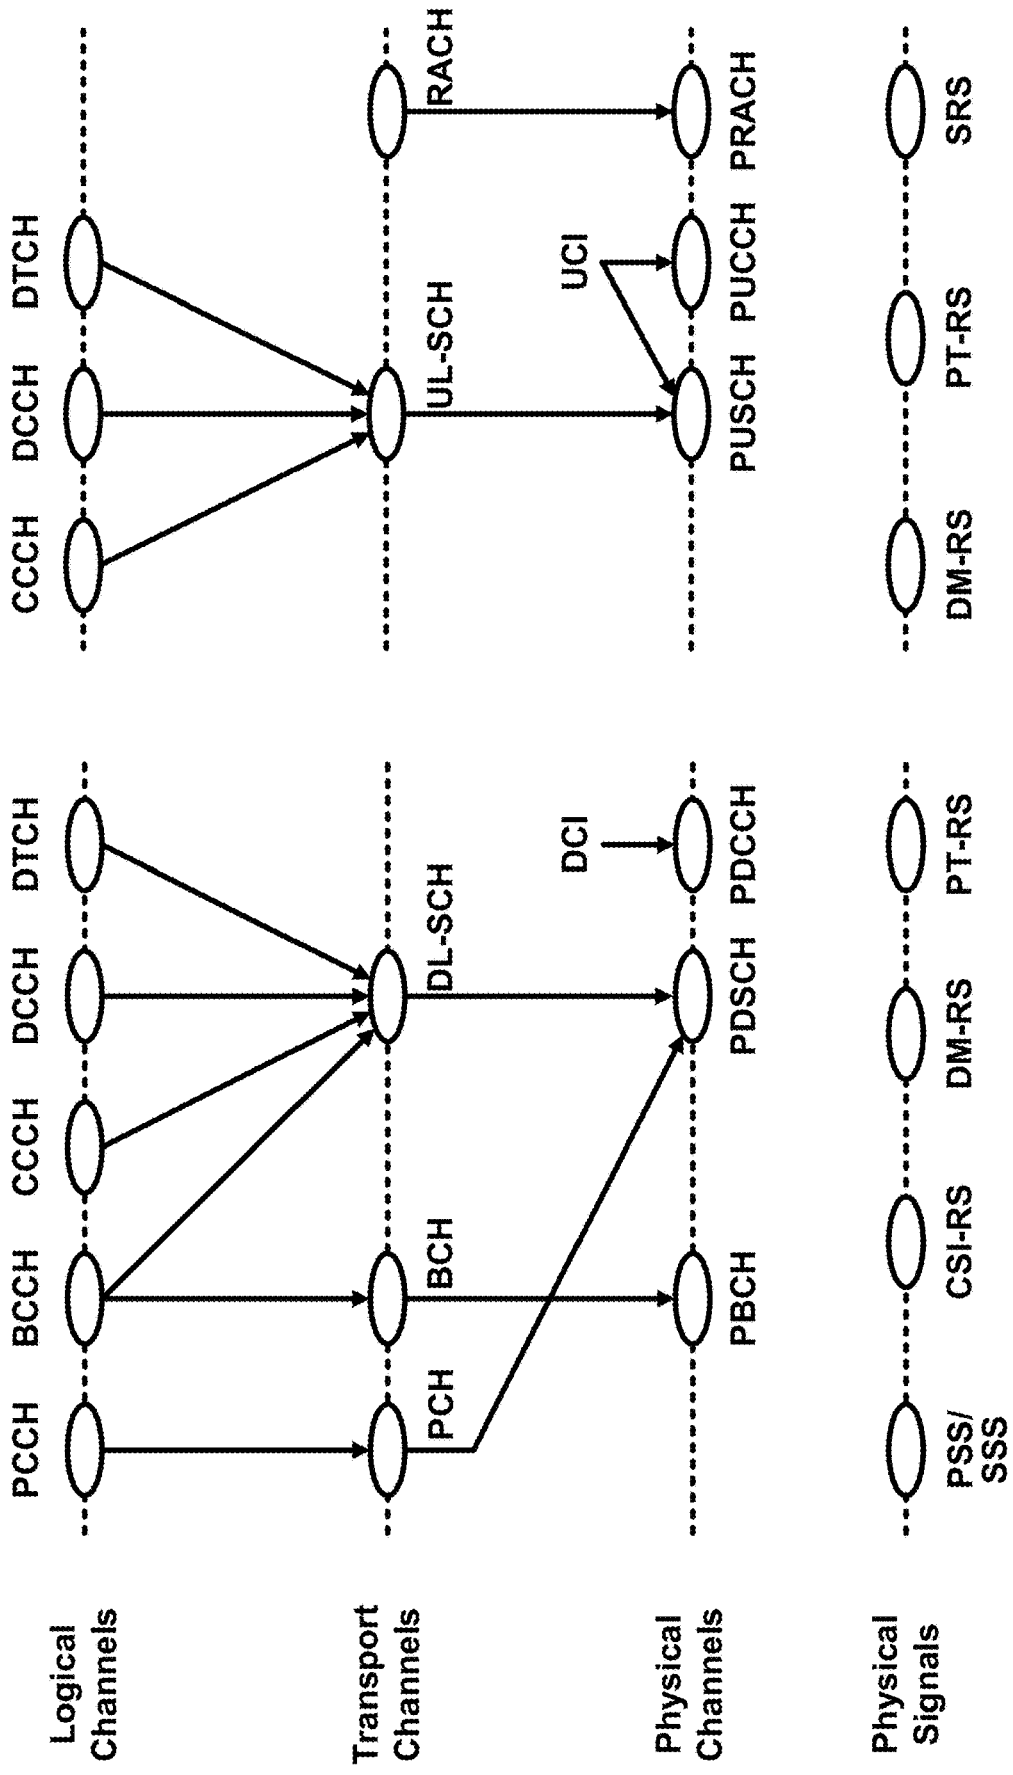 Logical
Channels
PCCH
BCCH
CCCH
DCCH
DTCH
CCCH
DCCH
DTCH
Transport
Channels
PCH
BCH
DL-SCH
UL-SCH
RACH
DCI
UCI
Physical
Channels
PBCH
PDSCH
PDCCH
PUSCH
PUCCH
PRACH
Physical
Signals
PSS/
SSS
CSI-RS
DM-RS
PT-RS
DM-RS
PT-RS
SRS